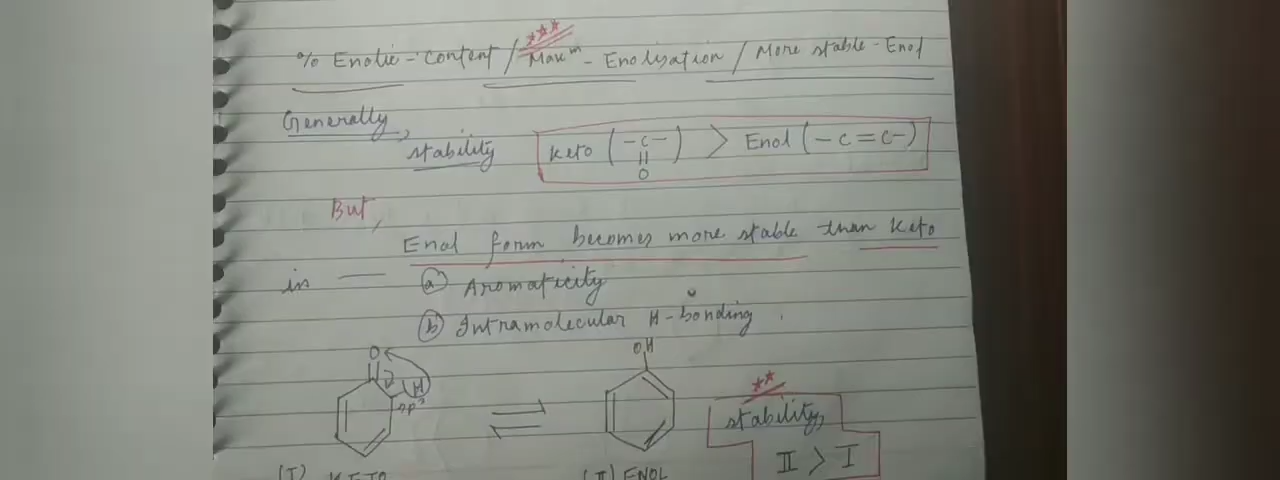 % Enolic - Content / Maxᵐ - Enolisation / More stable - Enol
Generally,
stability Keto (-C-) > Enol (-C=C-)
||
O
But,
Enol form becomes more stable than Keto
in — (a) Aromaticity
(b) Intramolecular H-bonding.
O OH
H
sp³
stability,
II > I
(I) KETO (II) ENOL